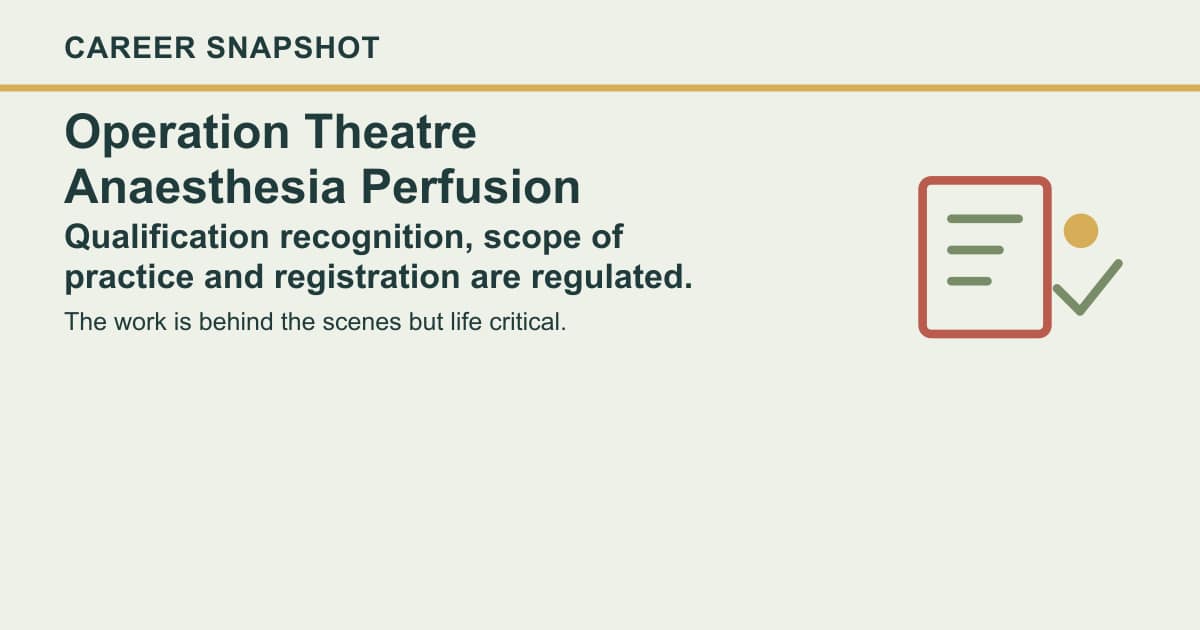 CAREER SNAPSHOT
Operation Theatre
Anaesthesia Perfusion
Qualification recognition, scope of
practice and registration are regulated.
The work is behind the scenes but life critical.